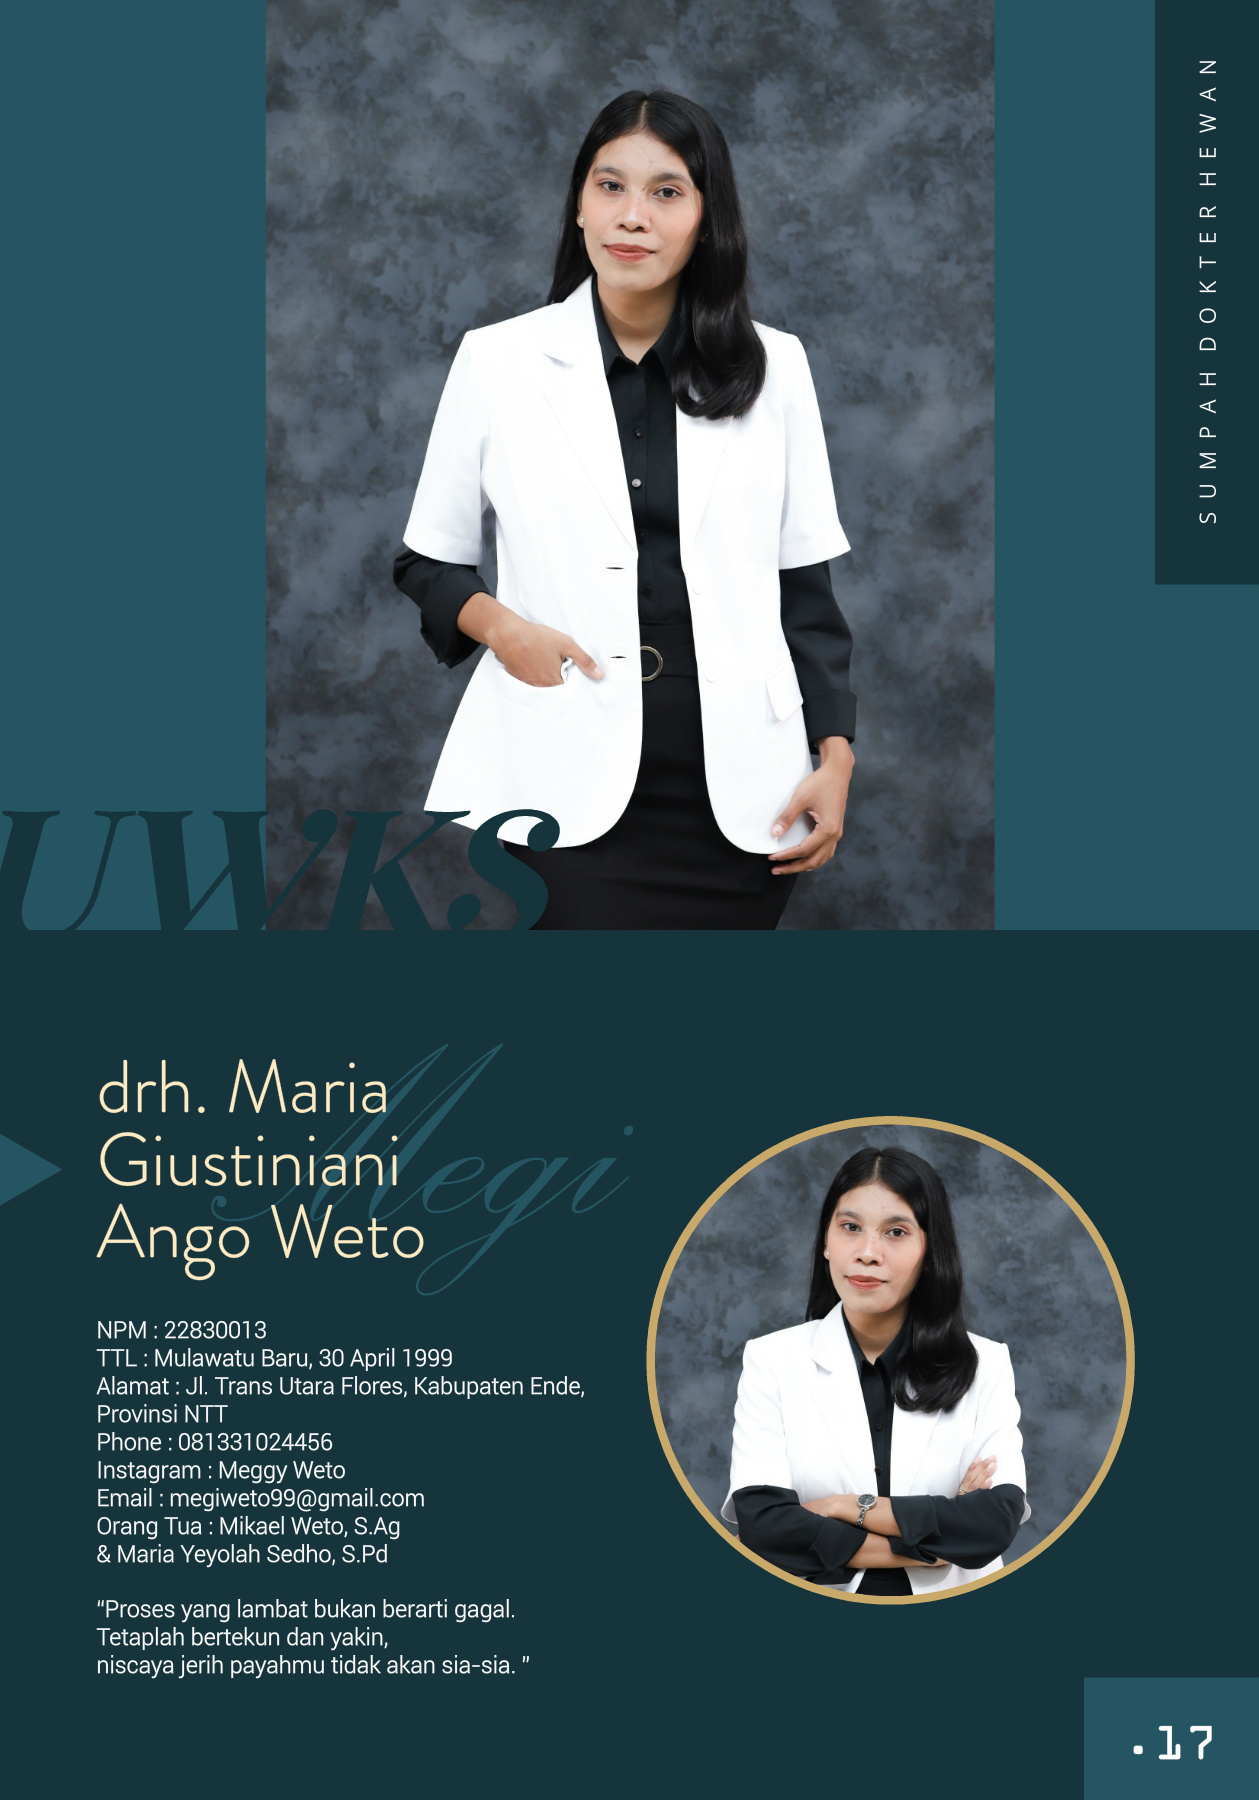 SUMPAH DOKTER HEWAN
UWKS
Megi
drh. Maria
Giustiniani
Ango Weto
NPM : 22830013
TTL : Mulawatu Baru, 30 April 1999
Alamat : Jl. Trans Utara Flores, Kabupaten Ende,
Provinsi NTT
Phone : 081331024456
Instagram : Meggy Weto
Email : megiweto99@gmail.com
Orang Tua : Mikael Weto, S.Ag
& Maria Yeyolah Sedho, S.Pd
“Proses yang lambat bukan berarti gagal.
Tetaplah bertekun dan yakin,
niscaya jerih payahmu tidak akan sia-sia. ”
.17